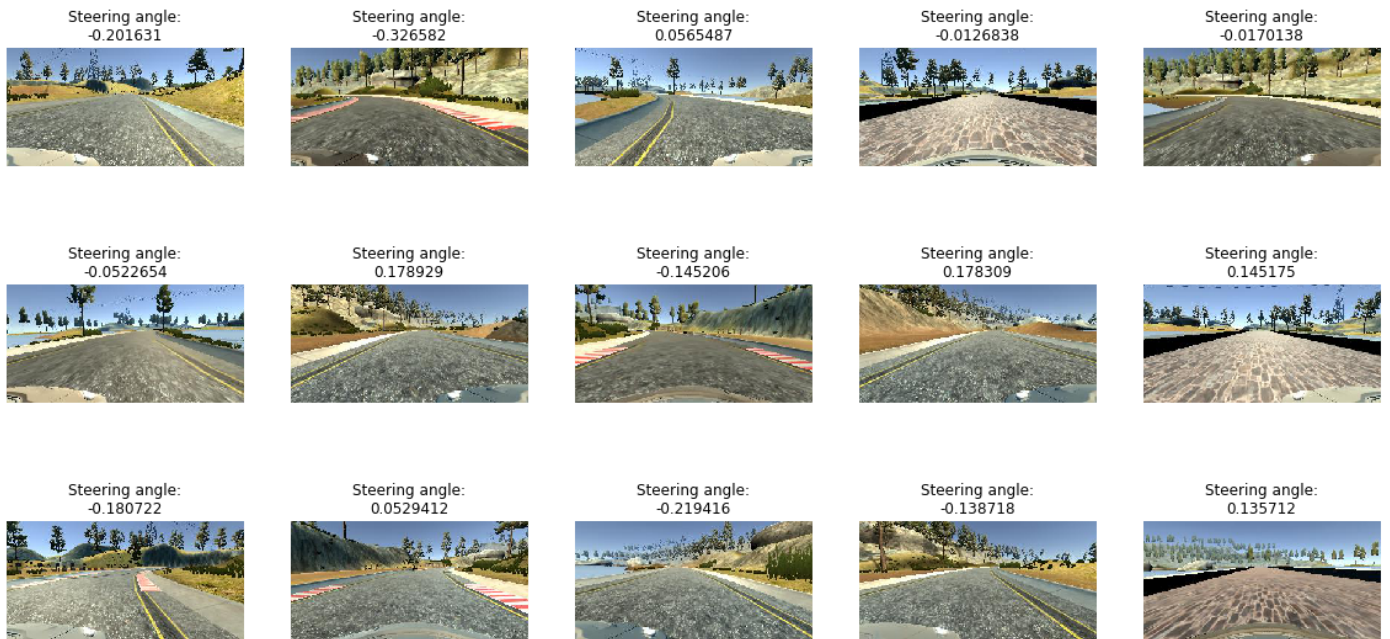 Steering angle:
-0.201631
Steering angle:
-0.326582
Steering angle:
0.0565487
Steering angle:
-0.0126838
Steering angle:
-0.0170138
Steering angle:
-0.0522654
Steering angle:
0.178929
Steering angle:
-0.145206
Steering angle:
0.178309
Steering angle:
0.145175
Steering angle:
-0.180722
Steering angle:
0.0529412
Steering angle:
-0.219416
Steering angle:
-0.138718
Steering angle:
0.135712